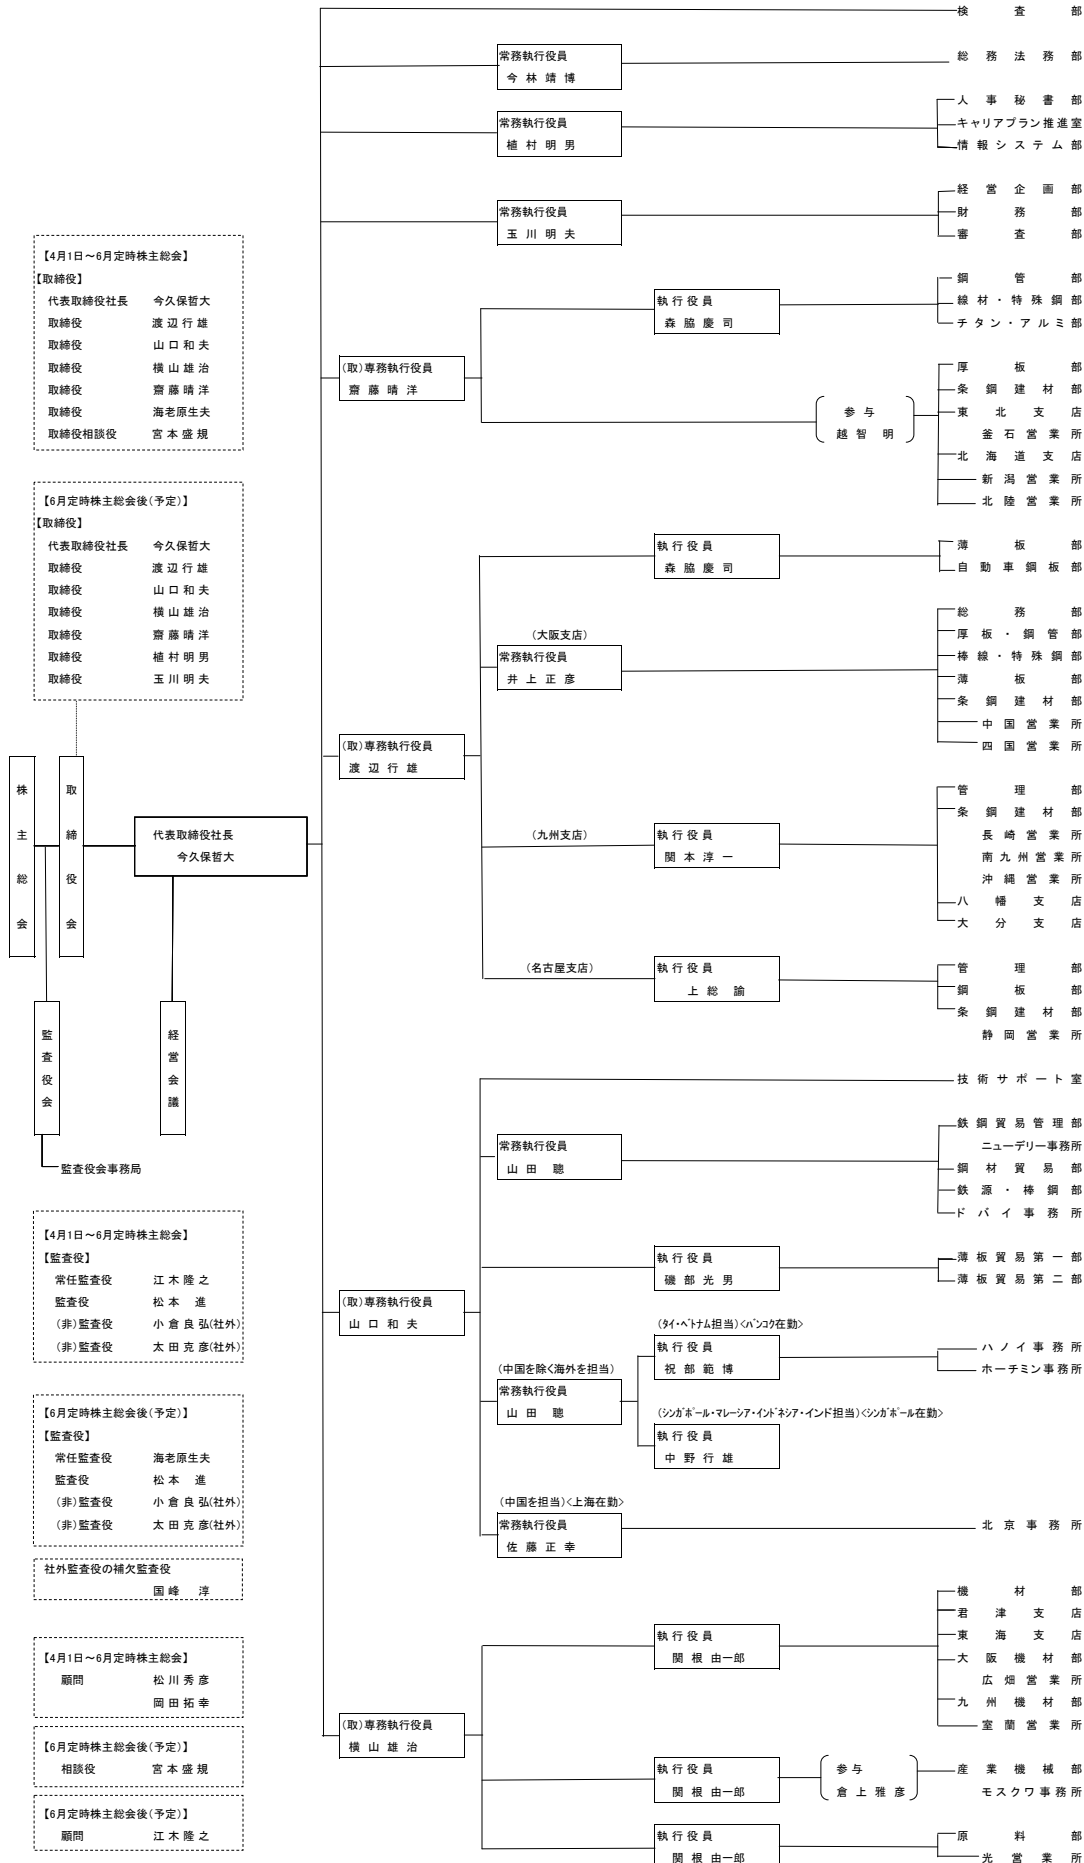 検査部
常務執行役員
今林靖博
総務法務部
常務執行役員
植村明男
人事秘書部
キャリアプラン推進室
情報システム部
常務執行役員
玉川明夫
経営企画部
財務部
審査部
【4月1日～6月定時株主総会】
【取締役】
代表取締役社長 今久保哲大
取締役 渡辺行雄
取締役 山口和夫
取締役 横山雄治
取締役 齋藤晴洋
取締役 海老原生夫
取締役相談役 宮本盛規
【6月定時株主総会後(予定)】
【取締役】
代表取締役社長 今久保哲大
取締役 渡辺行雄
取締役 山口和夫
取締役 横山雄治
取締役 齋藤晴洋
取締役 植村明男
取締役 玉川明夫
株主総会
取締役会
代表取締役社長
今久保哲大
監査役会
経営会議
監査役会事務局
(取)専務執行役員
齋藤晴洋
執行役員
森脇慶司
鋼管部
線材・特殊鋼部
チタン・アルミ部
参与
越智明
厚板部
条鋼建材部
東北支店
釜石営業所
北海道支店
新潟営業所
北陸営業所
(取)専務執行役員
渡辺行雄
執行役員
森脇慶司
薄板部
自動車鋼板部
(大阪支店)
常務執行役員
井上正彦
総務部
厚板・鋼管部
棒線・特殊鋼部
薄板部
条鋼建材部
中国営業所
四国営業所
(九州支店)
執行役員
関本淳一
管理部
条鋼建材部
長崎営業所
南九州営業所
沖縄営業所
八幡支店
大分支店
(名古屋支店)
執行役員
上総諭
管理部
鋼板部
条鋼建材部
静岡営業所
(取)専務執行役員
山口和夫
技術サポート室
常務執行役員
山田聰
鉄鋼貿易管理部
ニューデリー事務所
鋼材貿易部
鉄源・棒鋼部
ドバイ事務所
執行役員
磯部光男
薄板貿易第一部
薄板貿易第二部
(中国を除く海外を担当)
常務執行役員
山田聰
(タイ・ベトナム担当)<バンコク在勤>
執行役員
祝部範博
ハノイ事務所
ホーチミン事務所
(シンガポール・マレーシア・インドネシア・インド担当)<シンガポール在勤>
執行役員
中野行雄
(中国を担当)<上海在勤>
常務執行役員
佐藤正幸
北京事務所
(取)専務執行役員
横山雄治
執行役員
関根由一郎
機材部
君津支店
東海支店
大阪機材部
広畑営業所
九州機材部
室蘭営業所
執行役員
関根由一郎
参与
倉上雅彦
産業機械部
モスクワ事務所
執行役員
関根由一郎
原料部
光営業所
【4月1日～6月定時株主総会】
【監査役】
常任監査役 江木隆之
監査役 松本進
(非)監査役 小倉良弘(社外)
(非)監査役 太田克彦(社外)
【6月定時株主総会後(予定)】
【監査役】
常任監査役 海老原生夫
監査役 松本進
(非)監査役 小倉良弘(社外)
(非)監査役 太田克彦(社外)
社外監査役の補欠監査役
国峰淳
【4月1日～6月定時株主総会】
顧問 松川秀彦
岡田拓幸
【6月定時株主総会後(予定)】
相談役 宮本盛規
【6月定時株主総会後(予定)】
顧問 江木隆之